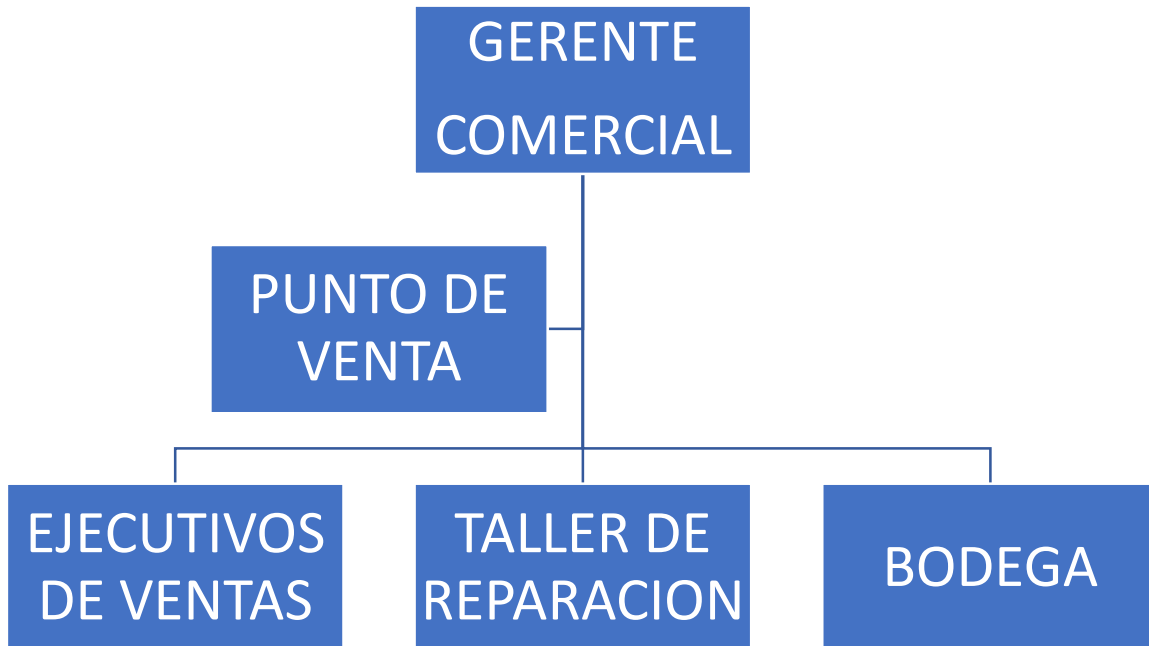 GERENTE
COMERCIAL
PUNTO DE
VENTA
EJECUTIVOS
DE VENTAS
TALLER DE
REPARACION
BODEGA